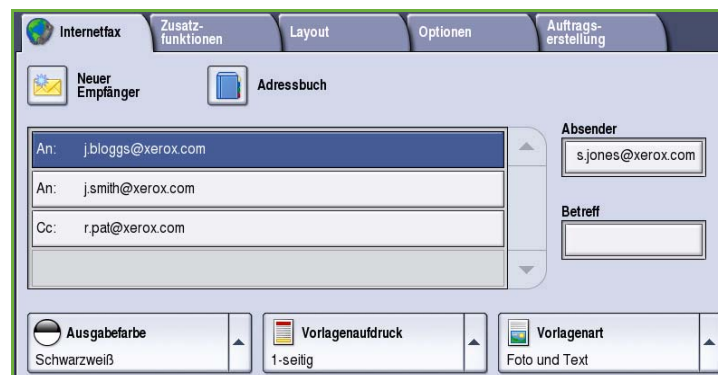 Internetfax
Zusatz-
funktionen
Layout
Optionen
Auftrags-
erstellung
Neuer
Empfänger
Adressbuch
An: j.bloggs@xerox.com
An: j.smith@xerox.com
Cc: r.pat@xerox.com
Absender
s.jones@xerox.com
Betreff
Ausgabefarbe
Schwarzweiß
Vorlagenaufdruck
1-seitig
Vorlagenart
Foto und Text